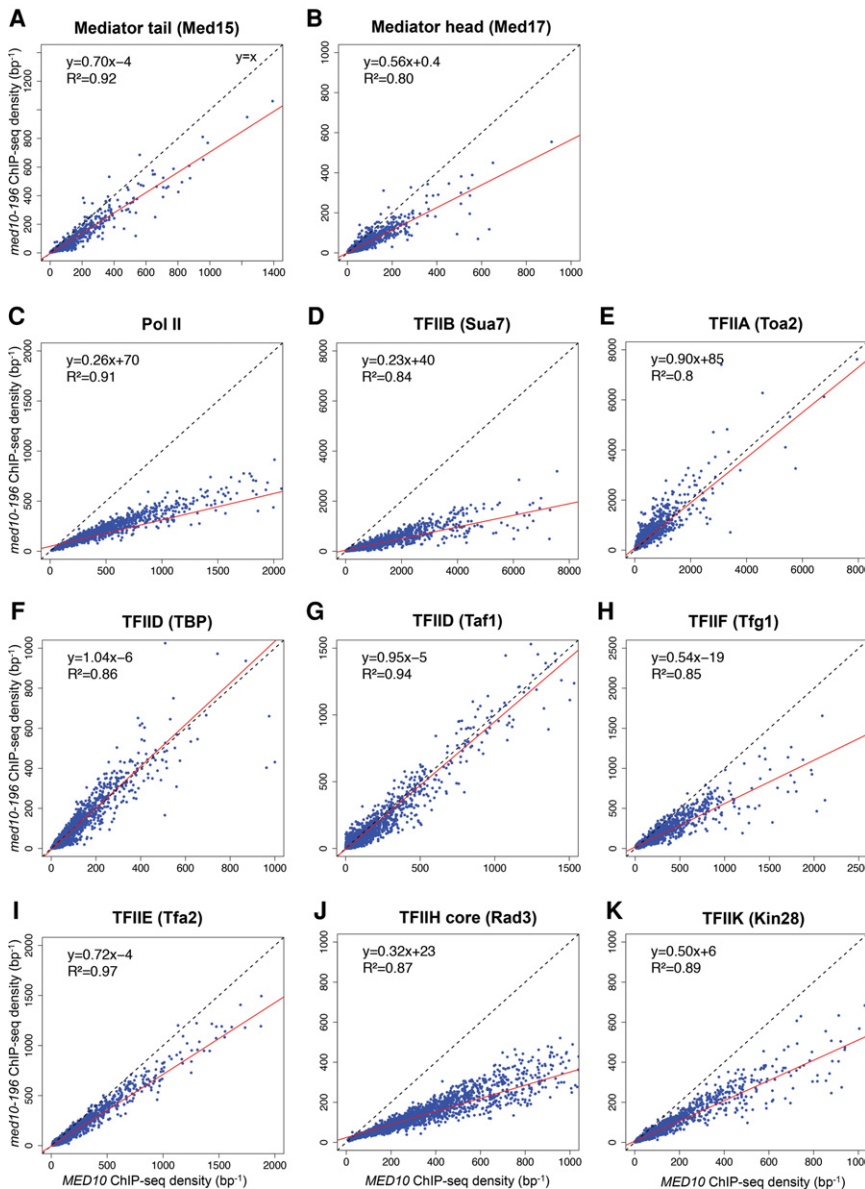 A
Mediator tail (Med15)
y=0.70x−4
R²=0.92
y=x
med10-196 ChIP-seq density (bp⁻¹)
0 200 400 600 800 1000 1200
0 200 400 600 800 1000 1400
B
Mediator head (Med17)
y=0.56x+0.4
R²=0.80
0 200 400 600 800 1000
0 200 400 600 800 1000
C
Pol II
y=0.26x+70
R²=0.91
med10-196 ChIP-seq density (bp⁻¹)
0 500 1000 1500 2000
0 500 1000 1500 2000
D
TFIIB (Sua7)
y=0.23x+40
R²=0.84
0 2000 4000 6000 8000
0 2000 4000 6000 8000
E
TFIIA (Toa2)
y=0.90x+85
R²=0.8
0 2000 4000 6000 8000
0 2000 4000 6000 8000
F
TFIID (TBP)
y=1.04x−6
R²=0.86
med10-196 ChIP-seq density (bp⁻¹)
0 200 400 600 800 1000
0 200 400 600 800 1000
G
TFIID (Taf1)
y=0.95x−5
R²=0.94
0 500 1000 1500
0 500 1000 1500
H
TFIIF (Tfg1)
y=0.54x−19
R²=0.85
0 500 1000 1500 2000 2500
0 500 1000 1500 2000 2500
I
TFIIE (Tfa2)
y=0.72x−4
R²=0.97
med10-196 ChIP-seq density (bp⁻¹)
0 500 1000 1500 2000
0 500 1000 1500 2000
MED10 ChIP-seq density (bp⁻¹)
J
TFIIH core (Rad3)
y=0.32x+23
R²=0.87
0 200 400 600 800 1000
0 200 400 600 800 1000
MED10 ChIP-seq density (bp⁻¹)
K
TFIIK (Kin28)
y=0.50x+6
R²=0.89
0 200 400 600 800 1000
0 200 400 600 800 1000
MED10 ChIP-seq density (bp⁻¹)